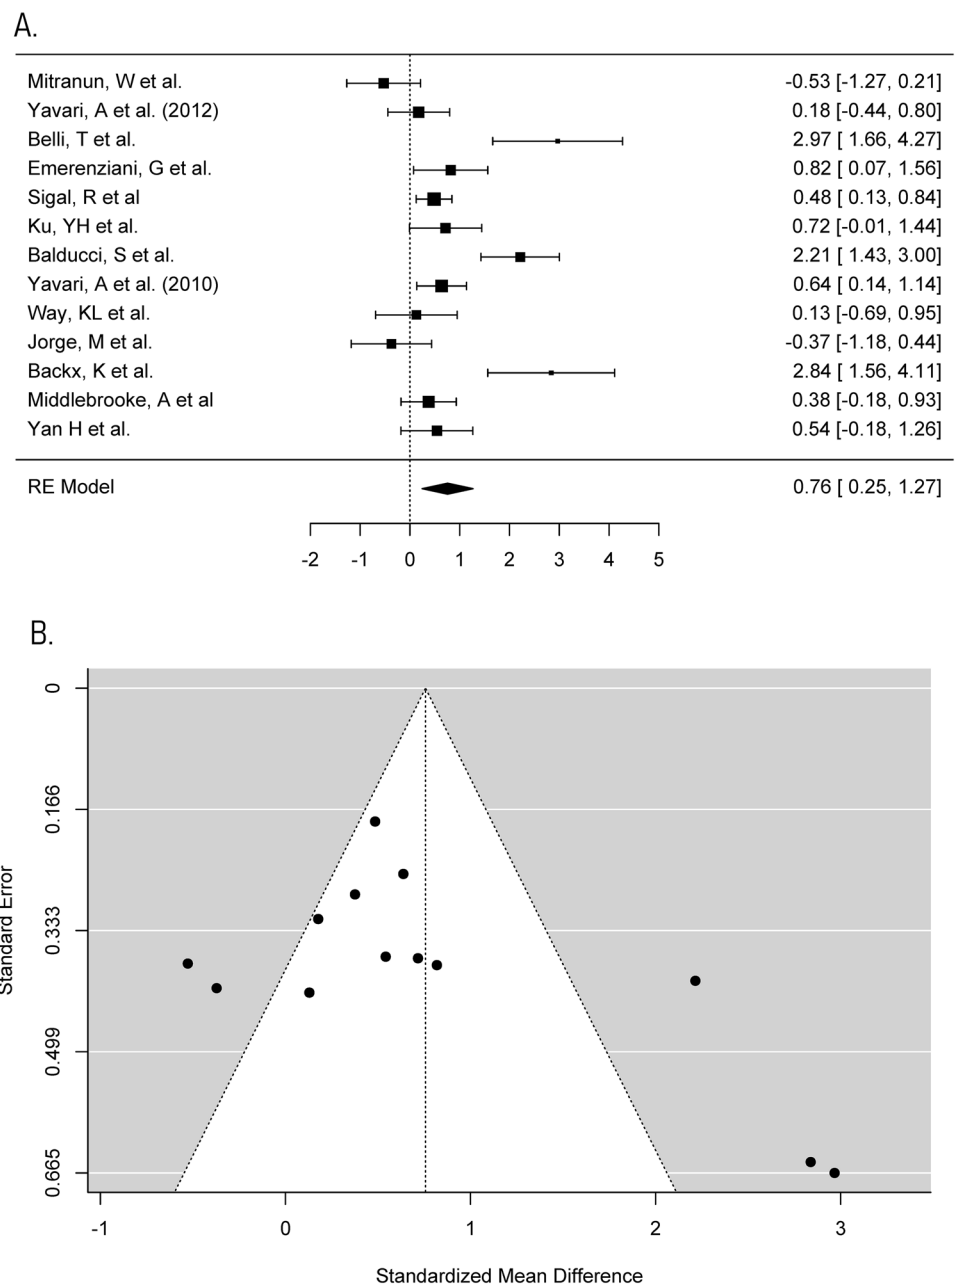 A.
Mitranun, W et al. -0.53 [-1.27, 0.21]
Yavari, A et al. (2012) 0.18 [-0.44, 0.80]
Belli, T et al. 2.97 [ 1.66, 4.27]
Emerenziani, G et al. 0.82 [ 0.07, 1.56]
Sigal, R et al 0.48 [ 0.13, 0.84]
Ku, YH et al. 0.72 [-0.01, 1.44]
Balducci, S et al. 2.21 [ 1.43, 3.00]
Yavari, A et al. (2010) 0.64 [ 0.14, 1.14]
Way, KL et al. 0.13 [-0.69, 0.95]
Jorge, M et al. -0.37 [-1.18, 0.44]
Backx, K et al. 2.84 [ 1.56, 4.11]
Middlebrooke, A et al 0.38 [-0.18, 0.93]
Yan H et al. 0.54 [-0.18, 1.26]
RE Model 0.76 [ 0.25, 1.27]
-2 -1 0 1 2 3 4 5
B.
Standard Error
0
0.166
0.333
0.499
0.665
-1 0 1 2 3
Standardized Mean Difference